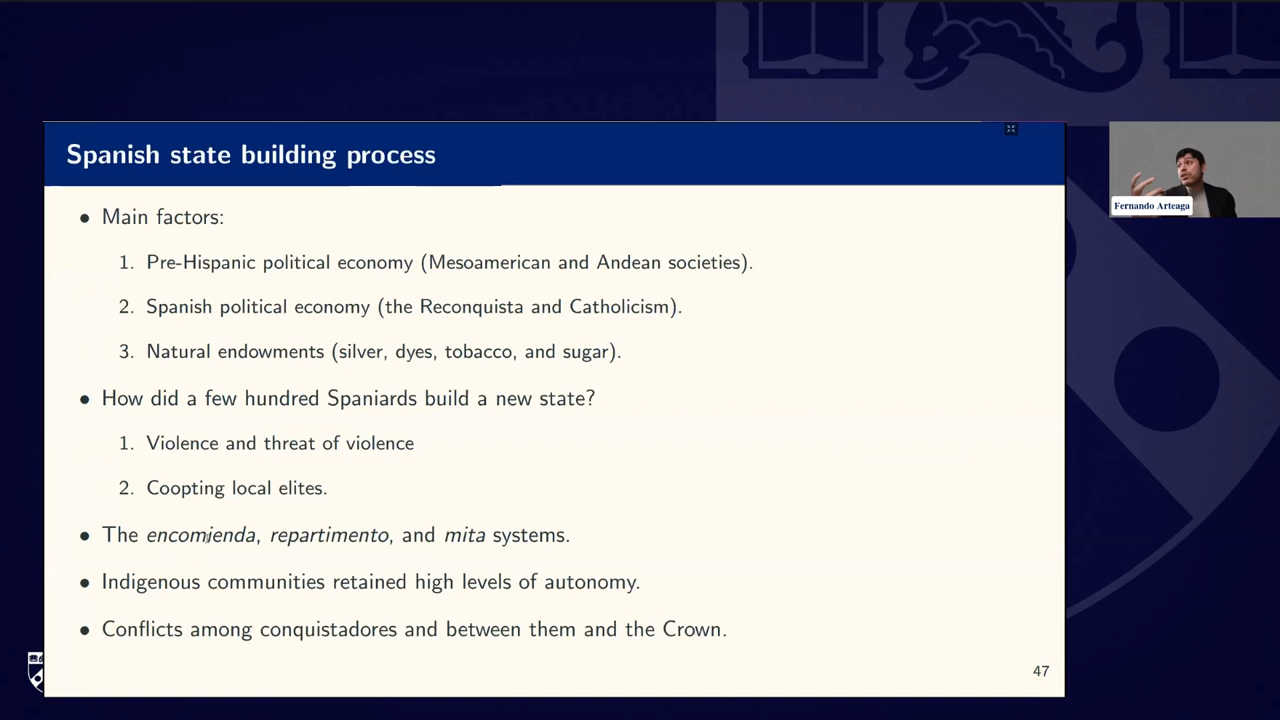 Spanish state building process
• Main factors:
1. Pre-Hispanic political economy (Mesoamerican and Andean societies).
2. Spanish political economy (the Reconquista and Catholicism).
3. Natural endowments (silver, dyes, tobacco, and sugar).
• How did a few hundred Spaniards build a new state?
1. Violence and threat of violence
2. Coopting local elites.
• The encomienda, repartimento, and mita systems.
• Indigenous communities retained high levels of autonomy.
• Conflicts among conquistadores and between them and the Crown.
47
Fernando Arteaga